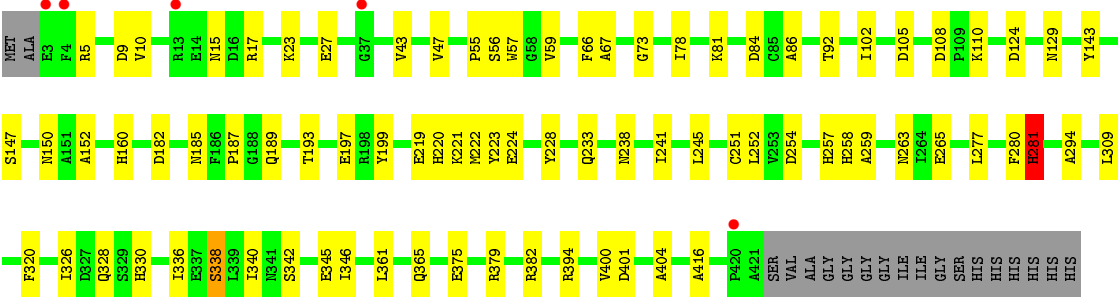 MET ALA E3 F4 R5 D9 V10 R13 E14 N15 D16 R17 K23 E27 G37 V43 V47 P55 S56 W57 G58 V59 F66 A67 G73 I78 K81 D84 C85 A86 T92 I102 D105 D108 P109 K110 D124 N129 Y143
S147 N150 A151 A152 H160 D182 N185 F186 P187 G188 Q189 T193 E197 R198 Y199 E219 H220 K221 M222 Y223 E224 Y228 Q233 N238 I241 L245 C251 L252 V253 D254 H257 H258 A259 N263 I264 E265 L277 F280 H281 A294 L309
F320 I326 D327 Q328 S329 H330 I336 E337 S338 L339 I340 N341 S342 E345 I346 L361 Q365 E375 R379 R382 R394 V400 D401 A404 A416 P420 A421 SER VAL ALA GLY GLY GLY GLY ILE ILE GLY SER HIS HIS HIS HIS HIS HIS